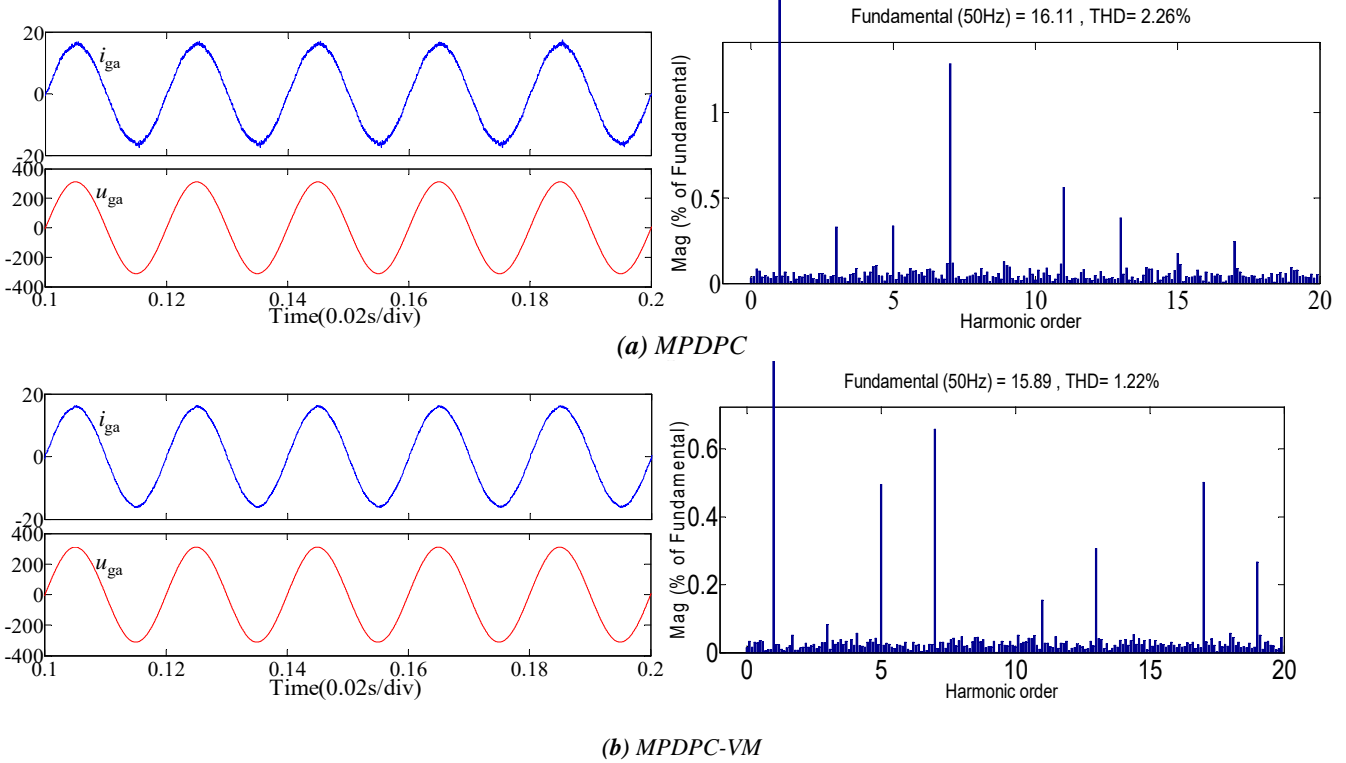 Fundamental (50Hz) = 16.11 , THD= 2.26%
20
0
20
i_ga
400
200
0
-200
-400
u_ga
0.1 0.12 0.14 0.16 0.18 0.2
Time(0.02s/div)
Mag (% of Fundamental)
1
0.5
0
0 5 10 15 20
Harmonic order
(a) MPDPC
Fundamental (50Hz) = 15.89 , THD= 1.22%
20
0
-20
i_ga
400
200
0
-200
-400
u_ga
0.1 0.12 0.14 0.16 0.18 0.2
Time(0.02s/div)
Mag (% of Fundamental)
0.6
0.4
0.2
0
0 5 10 15 20
Harmonic order
(b) MPDPC-VM